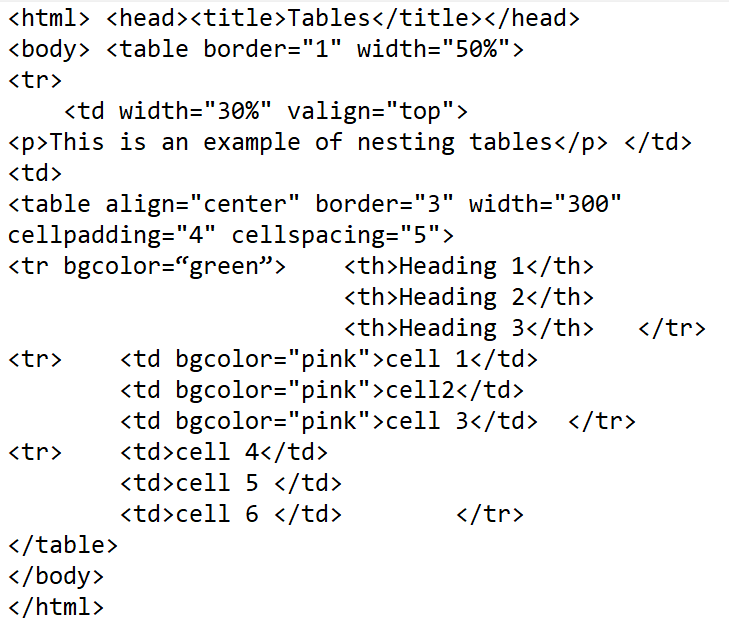 <html> <head><title>Tables</title></head>
<body> <table border="1" width="50%">
<tr>
<td width="30%" valign="top">
<p>This is an example of nesting tables</p> </td>
<td>
<table align="center" border="3" width="300"
cellpadding="4" cellspacing="5">
<tr bgcolor=“green”> <th>Heading 1</th>
<th>Heading 2</th>
<th>Heading 3</th> </tr>
<tr> <td bgcolor="pink">cell 1</td>
<td bgcolor="pink">cell2</td>
<td bgcolor="pink">cell 3</td> </tr>
<tr> <td>cell 4</td>
<td>cell 5 </td>
<td>cell 6 </td> </tr>
</table>
</body>
</html>